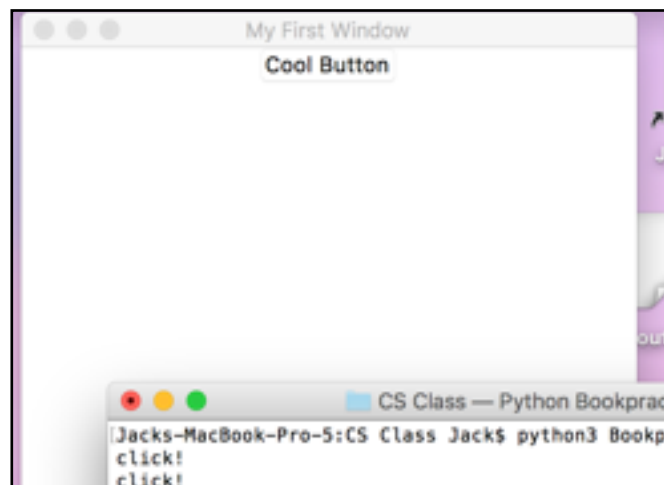 My First Window
Cool Button
CS Class — Python Bookprac
Jacks-MacBook-Pro-5:CS Class Jack$ python3 Bookp
click!
click!